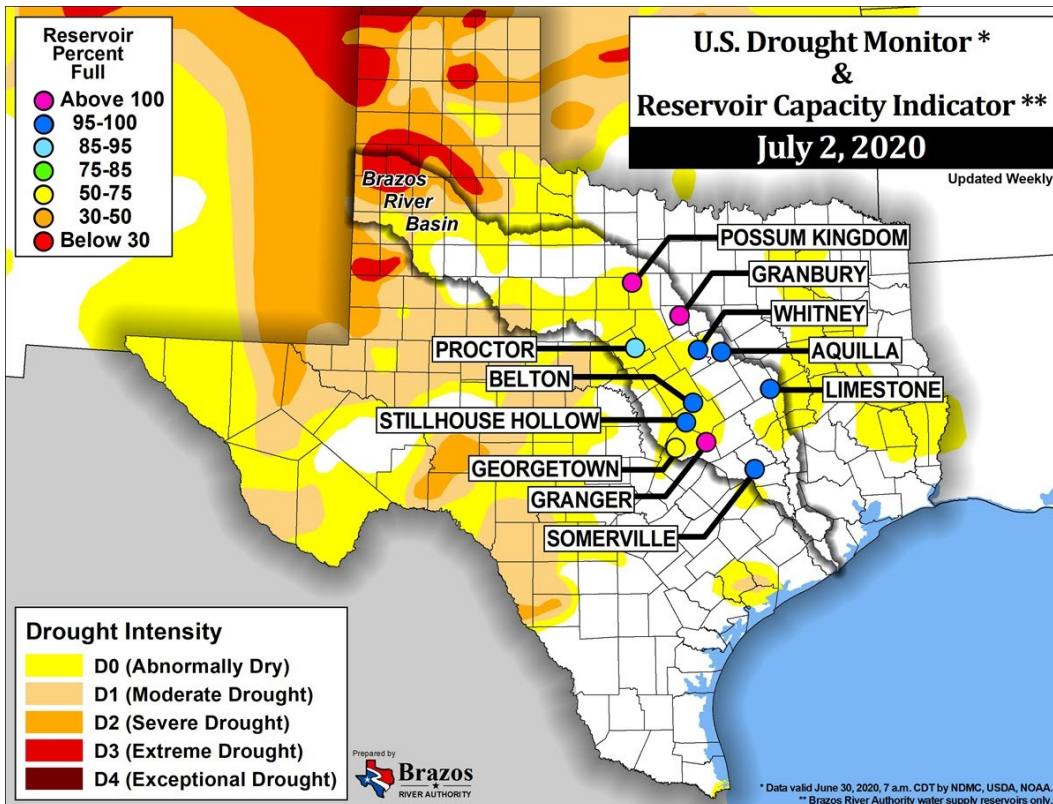 Reservoir
Percent
Full
Above 100
95-100
85-95
75-85
50-75
30-50
Below 30
U.S. Drought Monitor *
&
Reservoir Capacity Indicator **
July 2, 2020
Updated Weekly
Brazos
River
Basin
POSSUM KINGDOM
GRANBURY
WHITNEY
PROCTOR
AQUILLA
BELTON
LIMESTONE
STILLHOUSE HOLLOW
GEORGETOWN
GRANGER
SOMERVILLE
Drought Intensity
D0 (Abnormally Dry)
D1 (Moderate Drought)
D2 (Severe Drought)
D3 (Extreme Drought)
D4 (Exceptional Drought)
Prepared by
Brazos
RIVER AUTHORITY
* Data valid June 30, 2020, 7 a.m. CDT by NDMC, USDA, NOAA
** Brazos River Authority water supply reservoirs only